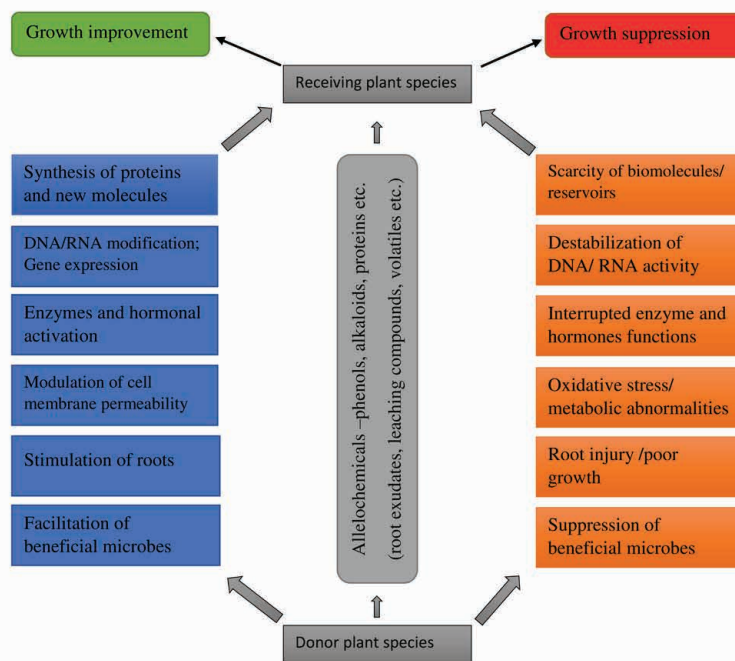 Growth improvement
Growth suppression
Receiving plant species
Synthesis of proteins
and new molecules
DNA/RNA modification;
Gene expression
Enzymes and hormonal
activation
Modulation of cell
membrane permeability
Stimulation of roots
Facilitation of
beneficial microbes
Allelochemicals –phenols, alkaloids, proteins etc.
(root exudates, leaching compounds, volatiles etc.)
Scarcity of biomolecules/
reservoirs
Destabilization of
DNA/ RNA activity
Interrupted enzyme and
hormones functions
Oxidative stress/
metabolic abnormalities
Root injury /poor
growth
Suppression of
beneficial microbes
Donor plant species